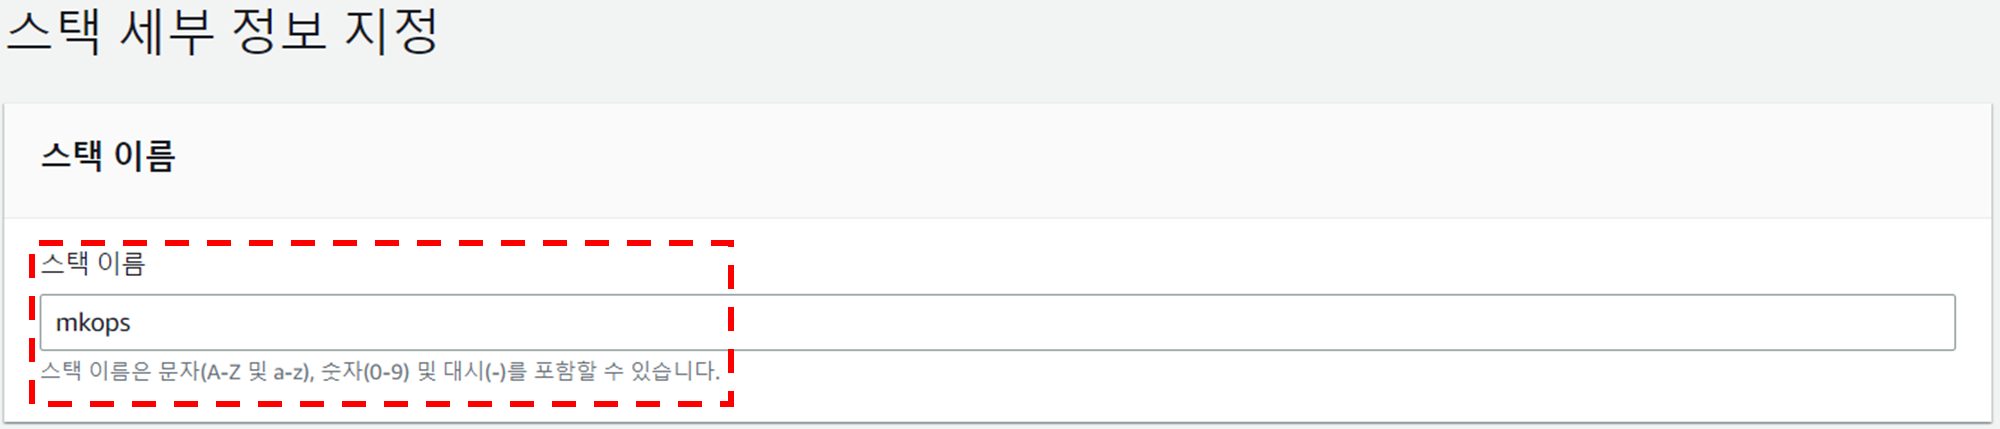 스택 세부 정보 지정
스택 이름
스택 이름
mkops
스택 이름은 문자(A-Z 및 a-z), 숫자(0-9) 및 대시(-)를 포함할 수 있습니다.